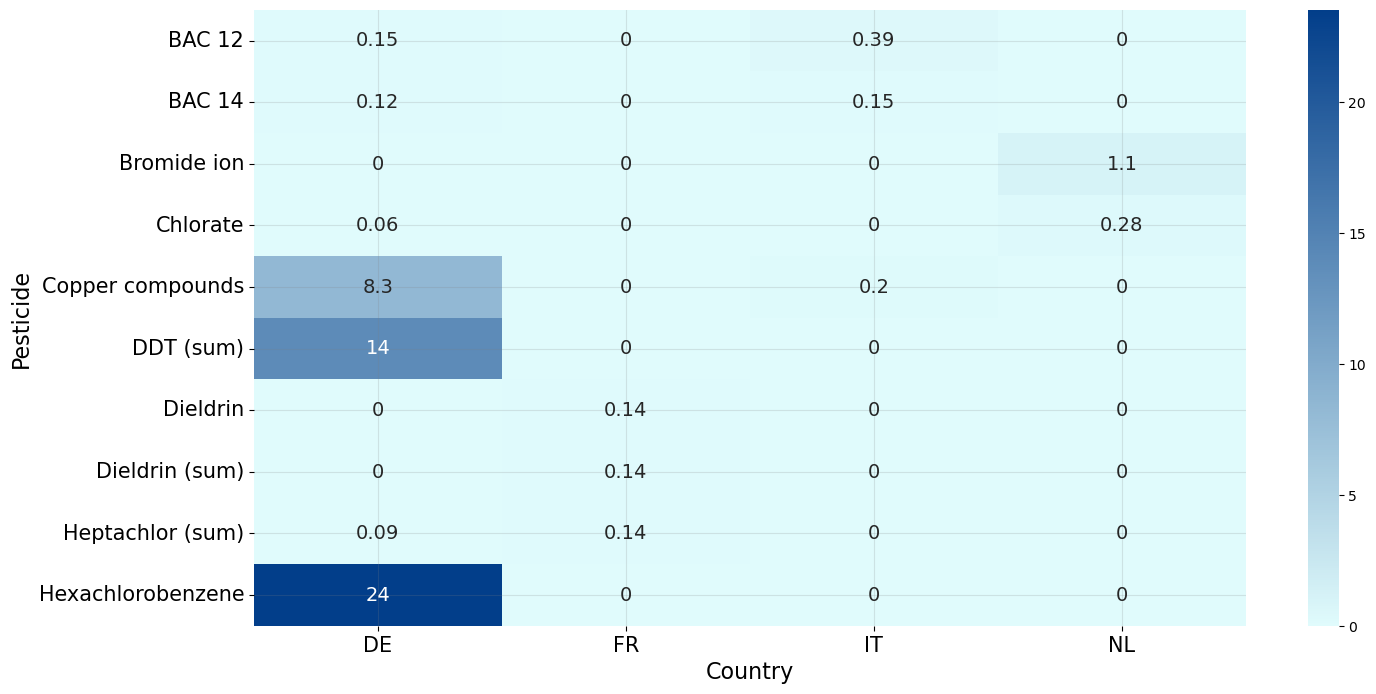 BAC 12 0.15 0 0.39 0
BAC 14 0.12 0 0.15 0
Bromide ion 0 0 0 1.1
Chlorate 0.06 0 0 0.28
Copper compounds 8.3 0 0.2 0
DDT (sum) 14 0 0 0
Dieldrin 0 0.14 0 0
Dieldrin (sum) 0 0.14 0 0
Heptachlor (sum) 0.09 0.14 0 0
Hexachlorobenzene 24 0 0 0
DE FR IT NL
Country
Pesticide
20
15
10
5
0